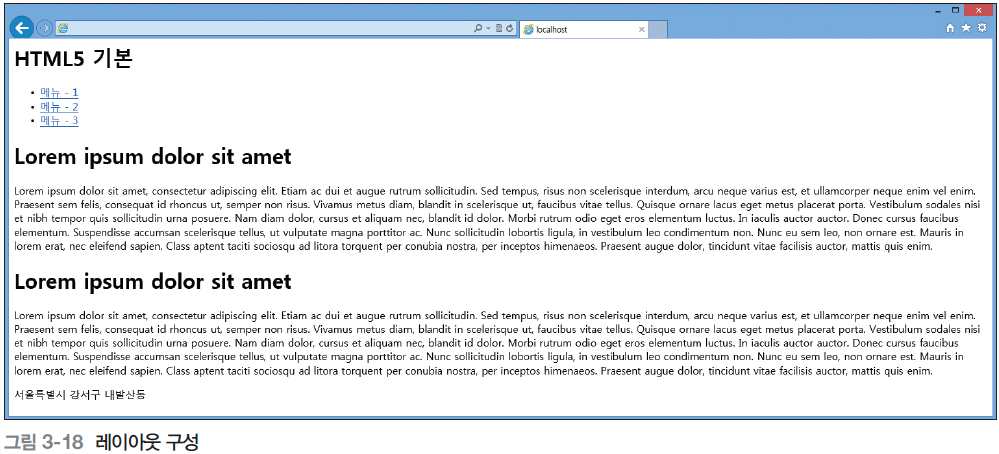 localhost
HTML5 기본
• 메뉴 - 1
• 메뉴 - 2
• 메뉴 - 3
Lorem ipsum dolor sit amet
Lorem ipsum dolor sit amet, consectetur adipiscing elit. Etiam ac dui et augue rutrum sollicitudin. Sed tempus, risus non scelerisque interdum, arcu neque varius est, et ullamcorper neque enim vel enim.
Praesent sem felis, consequat id rhoncus ut, semper non risus. Vivamus metus diam, blandit in scelerisque ut, faucibus vitae tellus. Quisque ornare lacus eget metus placerat porta. Vestibulum sodales nisi
et nibh tempor quis sollicitudin urna posuere. Nam diam dolor, cursus et aliquam nec, blandit id dolor. Morbi rutrum odio eget eros elementum luctus. In iaculis auctor auctor. Donec cursus faucibus
elementum. Suspendisse accumsan scelerisque tellus, ut vulputate magna porttitor ac. Nunc sollicitudin lobortis ligula, in vestibulum leo condimentum non. Nunc eu sem leo, non ornare est. Mauris in
lorem erat, nec eleifend sapien. Class aptent taciti sociosqu ad litora torquent per conubia nostra, per inceptos himenaeos. Praesent augue dolor, tincidunt vitae facilisis auctor, mattis quis enim.
Lorem ipsum dolor sit amet
Lorem ipsum dolor sit amet, consectetur adipiscing elit. Etiam ac dui et augue rutrum sollicitudin. Sed tempus, risus non scelerisque interdum, arcu neque varius est, et ullamcorper neque enim vel enim.
Praesent sem felis, consequat id rhoncus ut, semper non risus. Vivamus metus diam, blandit in scelerisque ut, faucibus vitae tellus. Quisque ornare lacus eget metus placerat porta. Vestibulum sodales nisi
et nibh tempor quis sollicitudin urna posuere. Nam diam dolor, cursus et aliquam nec, blandit id dolor. Morbi rutrum odio eget eros elementum luctus. In iaculis auctor auctor. Donec cursus faucibus
elementum. Suspendisse accumsan scelerisque tellus, ut vulputate magna porttitor ac. Nunc sollicitudin lobortis ligula, in vestibulum leo condimentum non. Nunc eu sem leo, non ornare est. Mauris in
lorem erat, nec eleifend sapien. Class aptent taciti sociosqu ad litora torquent per conubia nostra, per inceptos himenaeos. Praesent augue dolor, tincidunt vitae facilisis auctor, mattis quis enim.
서울특별시 강서구 내발산동
그림 3-18 레이아웃 구성